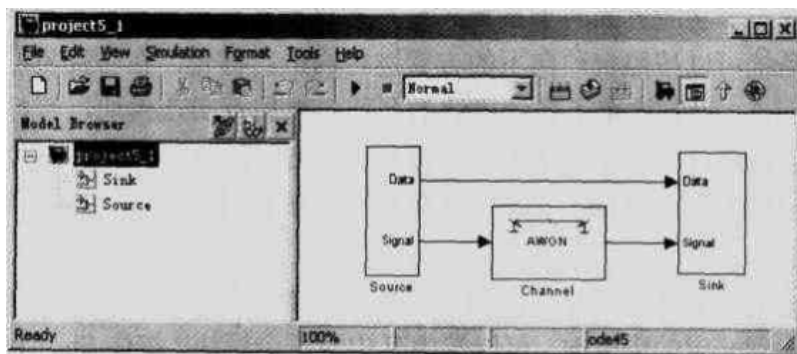 project5_1
File Edit View Simulation Format Tools Help
Normal
Model Browser
project5_1
Sink
Source
Data
Signal
Source
AWGN
Channel
Data
Signal
Sink
Ready
100%
ode45